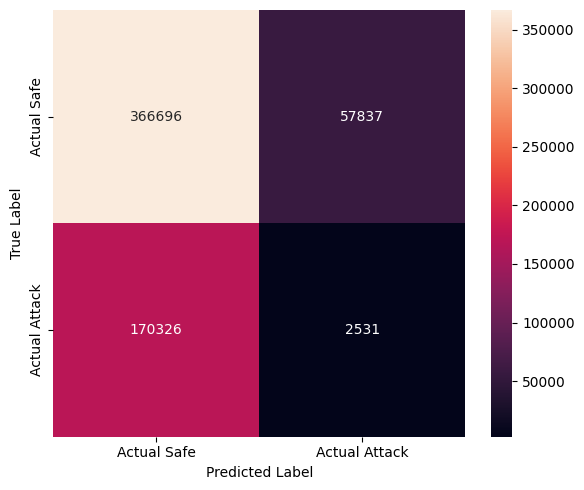 Actual Safe
Actual Attack
True Label
366696
57837
170326
2531
Actual Safe
Actual Attack
Predicted Label
350000
300000
250000
200000
150000
100000
50000